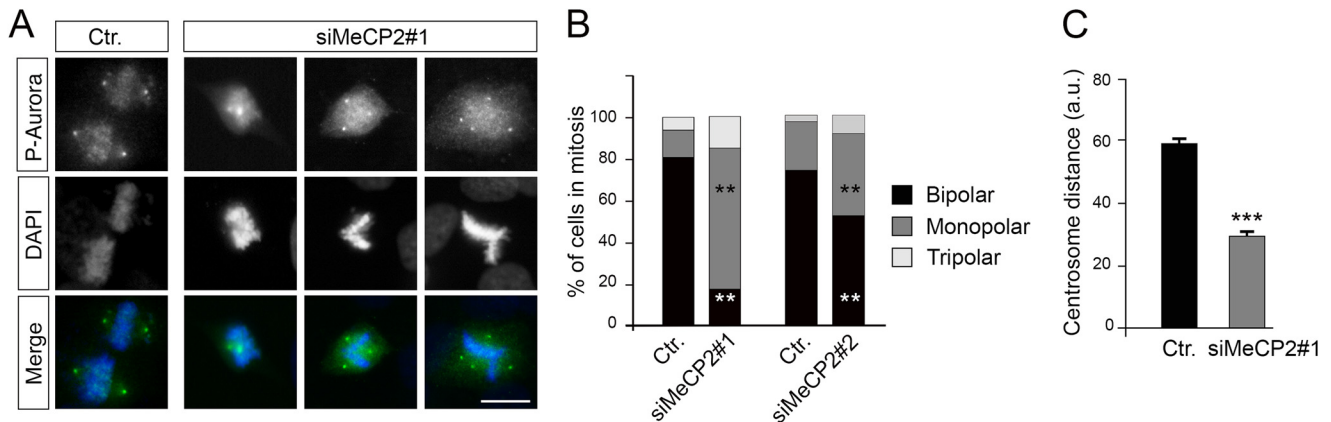 A
Ctr.
siMeCP2#1
P-Aurora
DAPI
Merge
B
% of cells in mitosis
100
80
60
40
20
0
**
**
**
**
Ctr.
siMeCP2#1
Ctr.
siMeCP2#2
Bipolar
Monopolar
Tripolar
C
Centrosome distance (a.u.)
80
60
40
20
0
***
Ctr.
siMeCP2#1